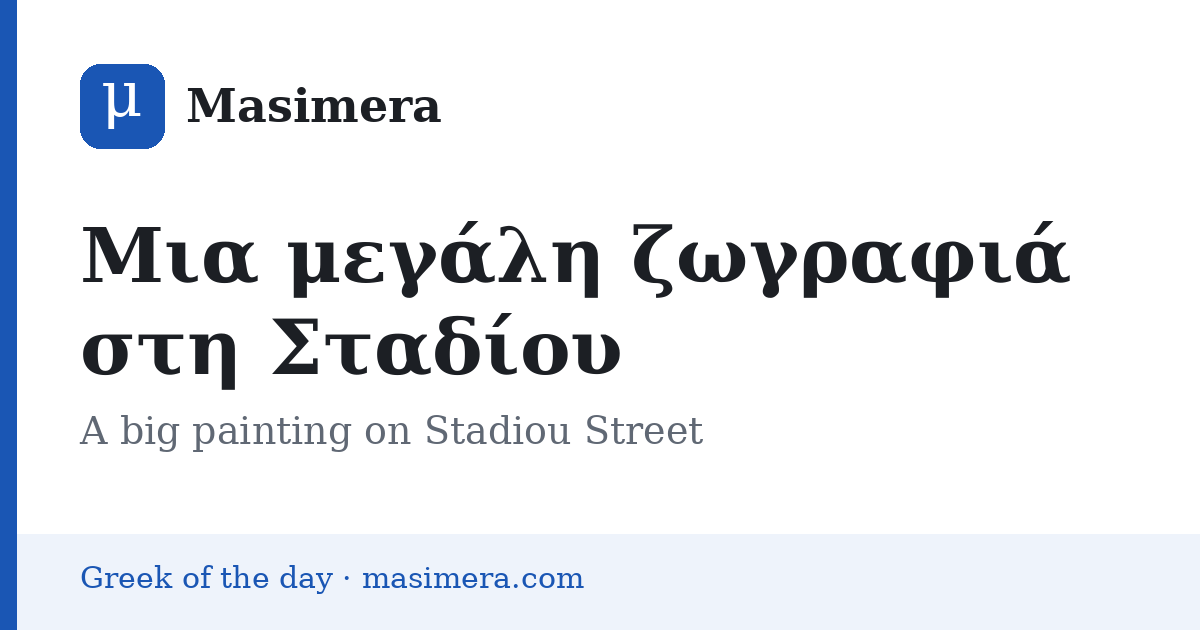 μ
Masimera
Μια μεγάλη ζωγραφιά
στη Σταδίου
A big painting on Stadiou Street
Greek of the day · masimera.com